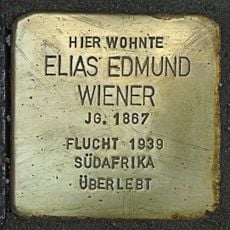 HIER WOHNTE
ELIAS EDMUND
WIENER
JG. 1867
FLUCHT 1939
SÜDAFRIKA
ÜBERLEBT